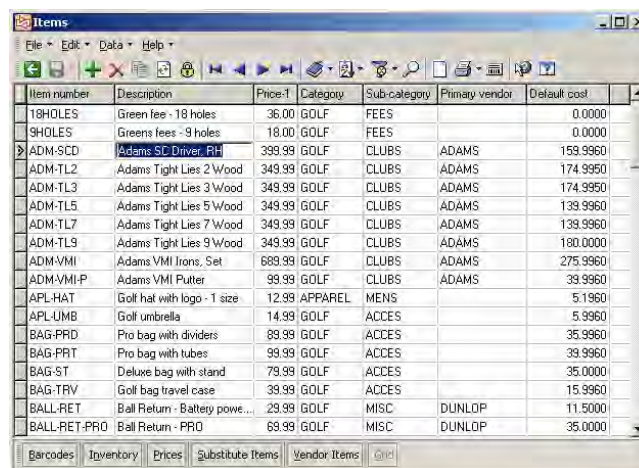 Items
File Edit Data Help
Item number Description Price-1 Category Sub-category Primary vendor Default cost
18HOLES Green fee - 18 holes 36.00 GOLF FEES 0.0000
9HOLES Greens fees - 9 holes 18.00 GOLF FEES 0.0000
ADM-SCD Adams SC Driver, RH 399.99 GOLF CLUBS ADAMS 159.9960
ADM-TL2 Adams Tight Lies 2 Wood 349.99 GOLF CLUBS ADAMS 174.9950
ADM-TL3 Adams Tight Lies 3 Wood 349.99 GOLF CLUBS ADAMS 174.9950
ADM-TL5 Adams Tight Lies 5 Wood 349.99 GOLF CLUBS ADAMS 139.9960
ADM-TL7 Adams Tight Lies 7 Wood 349.99 GOLF CLUBS ADAMS 139.9960
ADM-TL9 Adams Tight Lies 9 Wood 349.99 GOLF CLUBS ADAMS 180.0000
ADM-VMI Adams VMI Irons, Set 689.99 GOLF CLUBS ADAMS 275.9960
ADM-VMI-P Adams VMI Putter 99.99 GOLF CLUBS ADAMS 39.9960
APL-HAT Golf hat with logo - 1 size 12.99 APPAREL MENS 5.1960
APL-UMB Golf umbrella 14.99 GOLF ACCES 5.9960
BAG-PRD Pro bag with dividers 89.99 GOLF ACCES 35.9960
BAG-PRT Pro bag with tubes 99.99 GOLF ACCES 39.9960
BAG-ST Deluxe bag with stand 79.99 GOLF ACCES 35.0000
BAG-TRV Golf bag travel case 39.99 GOLF ACCES 15.9960
BALL-RET Ball Return - Battery powe... 29.99 GOLF MISC DUNLOP 11.5000
BALL-RET-PRO Ball Return - PRO 69.99 GOLF MISC DUNLOP 35.0000
Barcodes Inventory Prices Substitute Items Vendor Items Grid